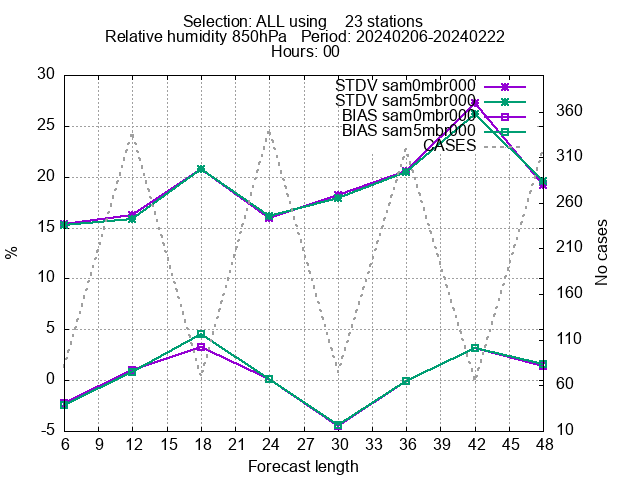 Selection: ALL using 23 stations
Relative humidity 850hPa Period: 20240206-20240222
Hours: 00
STDV sam0mbr000
STDV sam5mbr000
BIAS sam0mbr000
BIAS sam5mbr000
CASES
30
25
20
15
10
5
0
-5
%
360
310
260
210
160
110
60
10
No cases
6 9 12 15 18 21 24 27 30 33 36 39 42 45 48
Forecast length